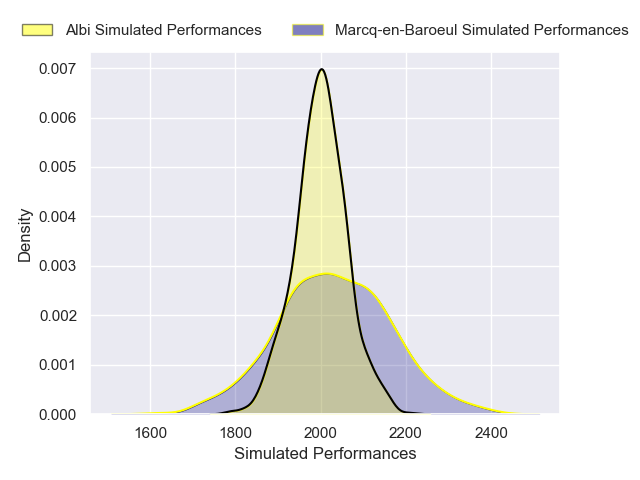 Albi Simulated Performances
Marcq-en-Baroeul Simulated Performances
0.007
0.006
0.005
0.004
0.003
0.002
0.001
0.000
Density
1600 1800 2000 2200 2400
Simulated Performances